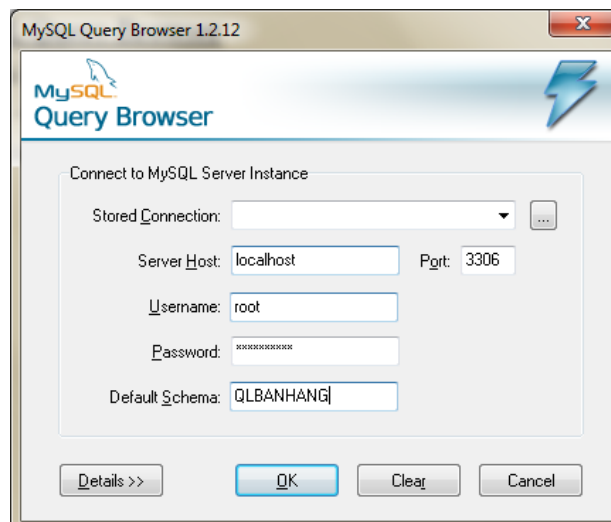 MySQL Query Browser 1.2.12
MySQL
Query Browser
Connect to MySQL Server Instance
Stored Connection:
...
Server Host: localhost Port: 3306
Username: root
Password: **********
Default Schema: QLBANHANG
Details >> OK Clear Cancel